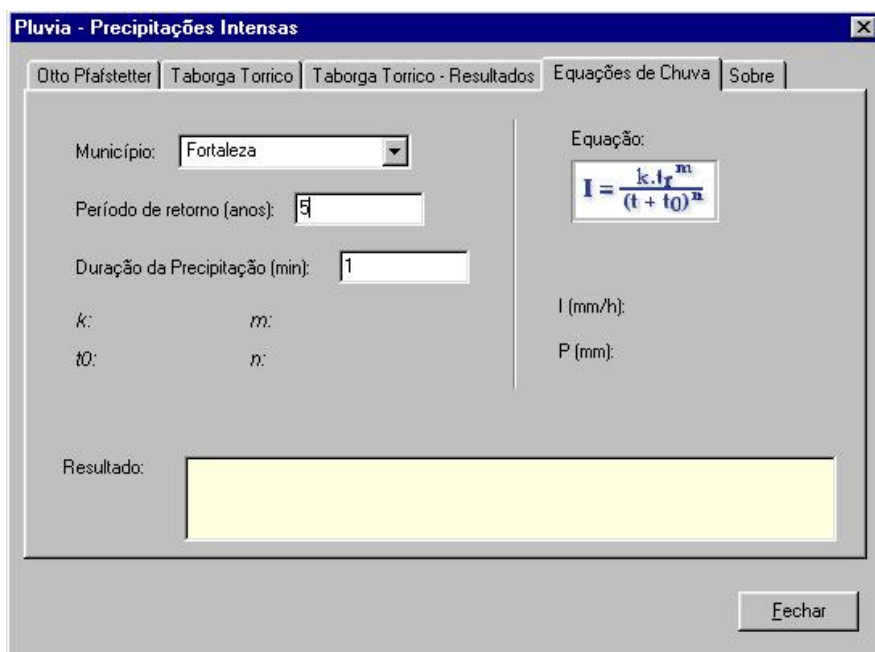 Pluvia - Precipitações Intensas
Otto Pfafstetter Taborga Torrico Taborga Torrico - Resultados Equações de Chuva Sobre
Município: Fortaleza
Período de retorno (anos): 5
Duração da Precipitação (min): 1
k: m:
t0: n:
Equação:
I = k.tr^m / (t + t0)^n
I (mm/h):
P (mm):
Resultado:
Fechar